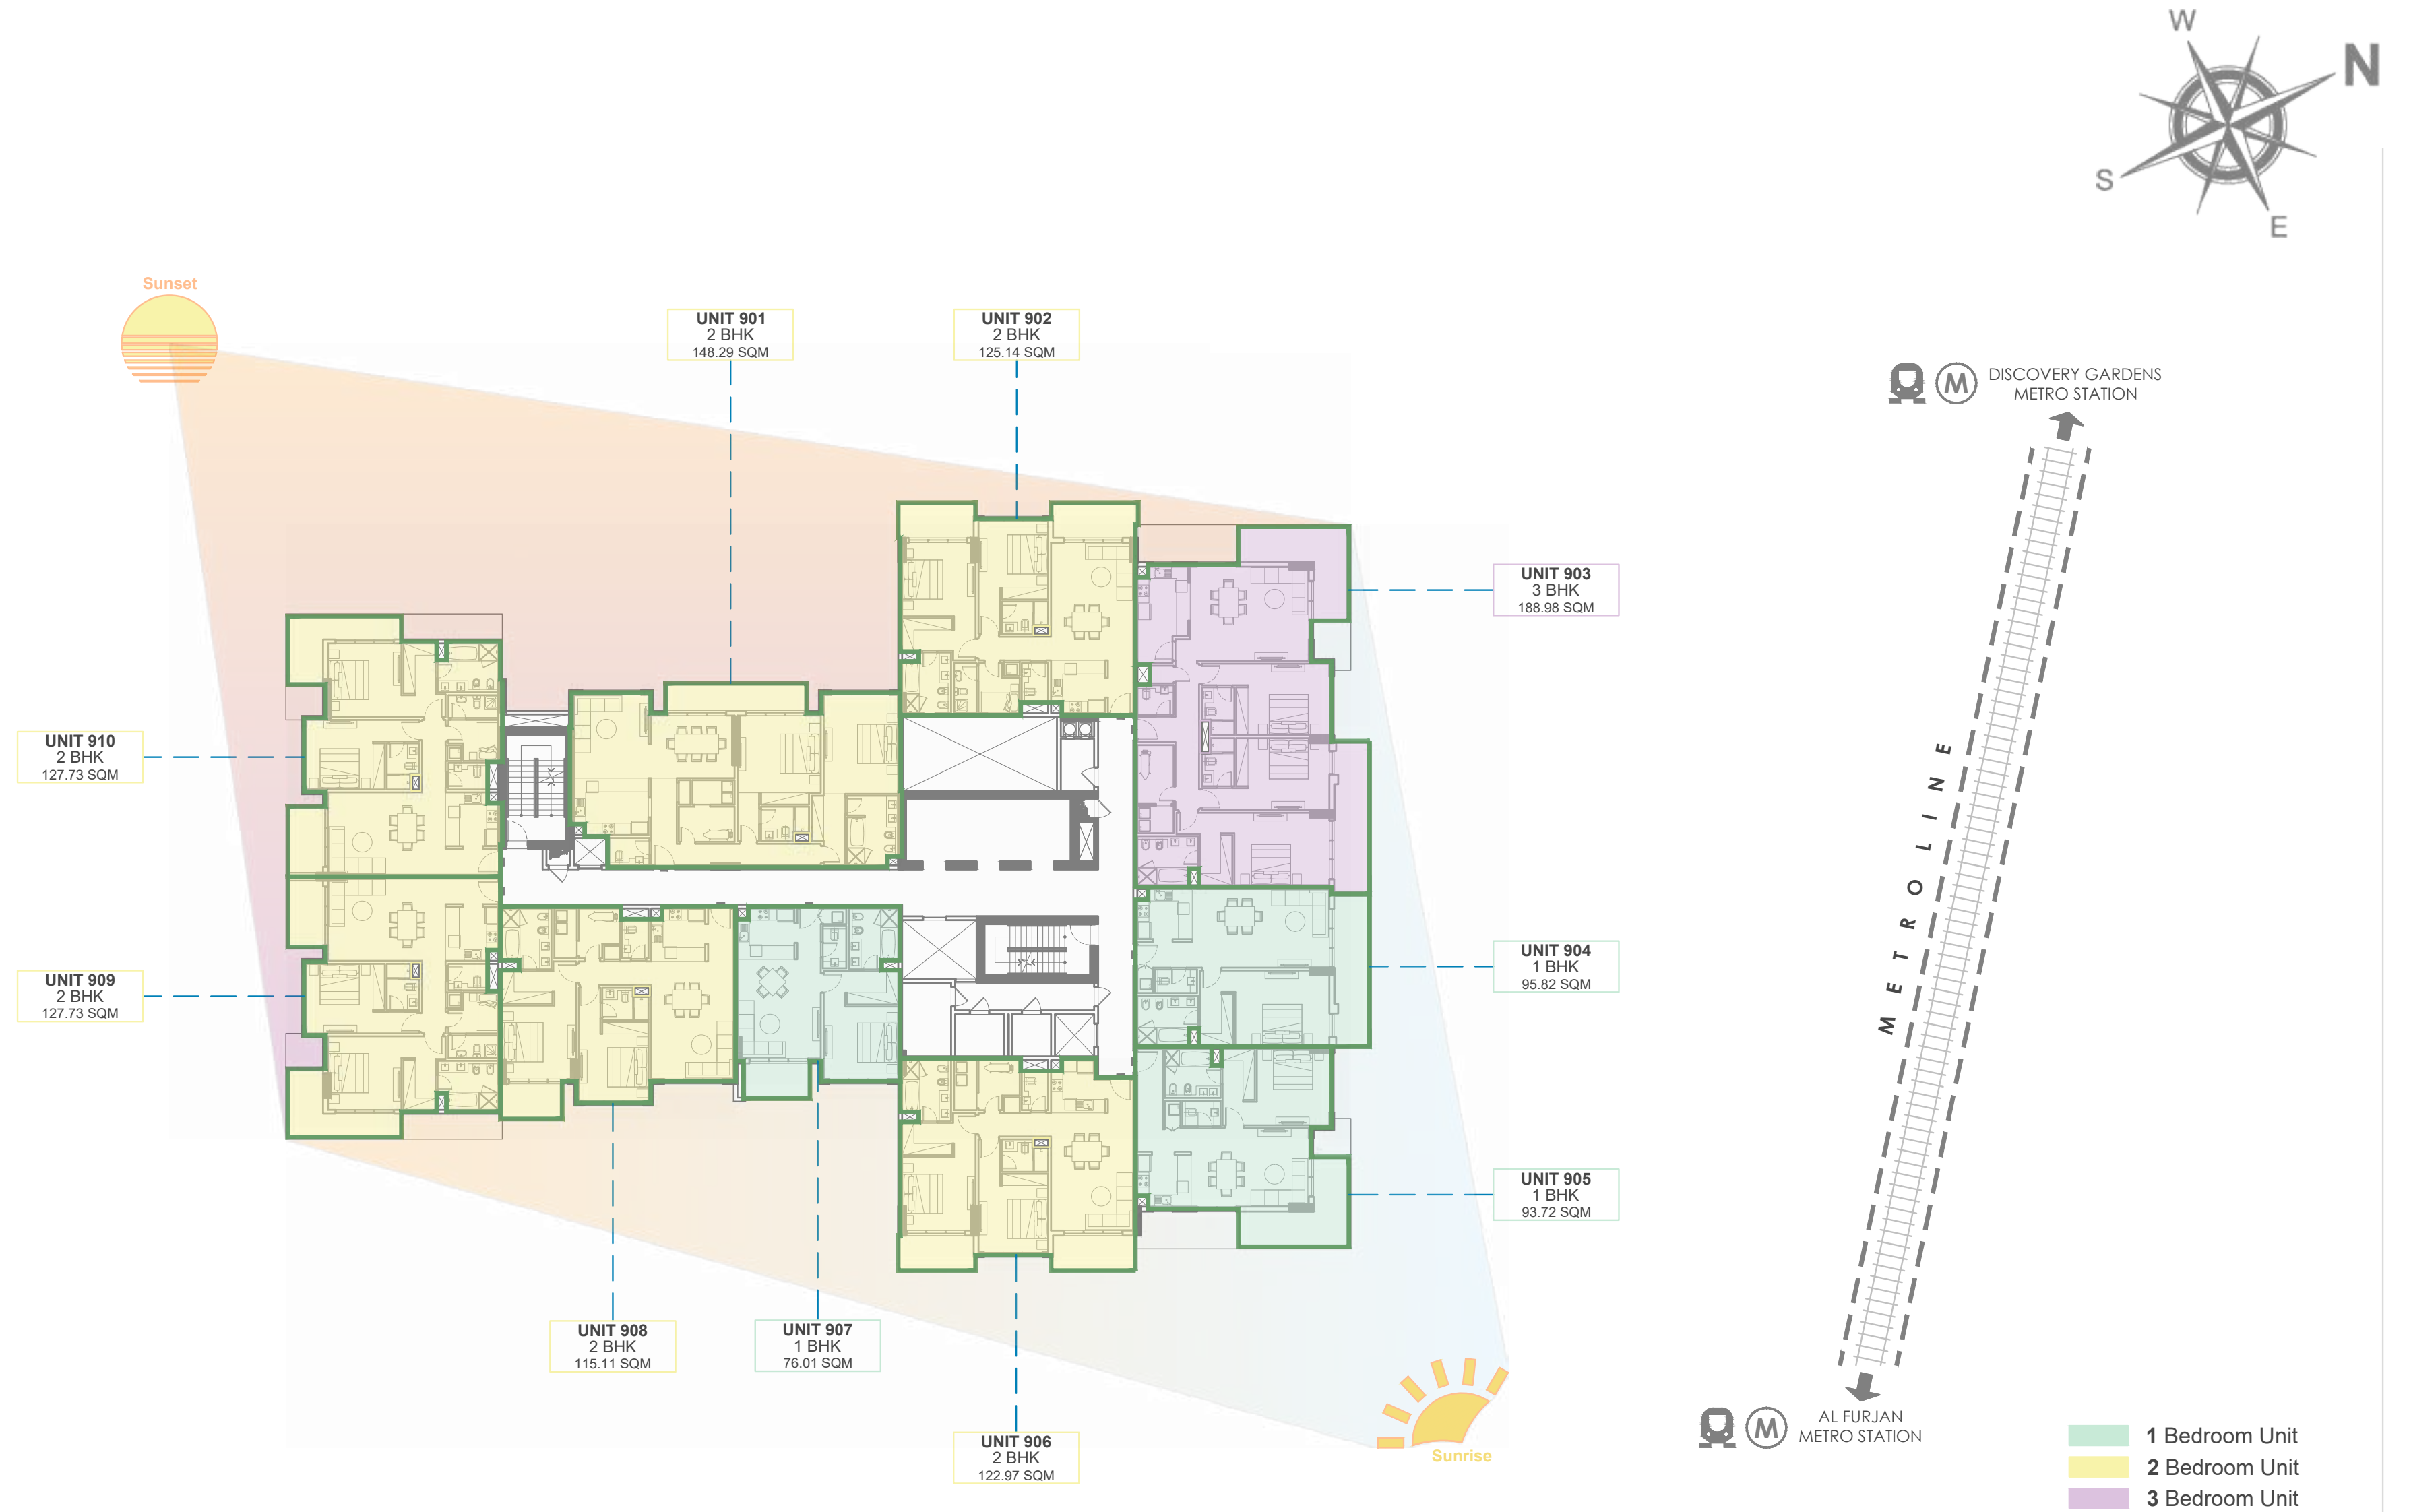 W
N
S
E
Sunset
UNIT 901
2 BHK
148.29 SQM
UNIT 902
2 BHK
125.14 SQM
DISCOVERY GARDENS
METRO STATION
M
UNIT 903
3 BHK
188.98 SQM
UNIT 910
2 BHK
127.73 SQM
METROLINE
UNIT 904
1 BHK
95.82 SQM
UNIT 909
2 BHK
127.73 SQM
UNIT 905
1 BHK
93.72 SQM
UNIT 908
2 BHK
115.11 SQM
UNIT 907
1 BHK
76.01 SQM
UNIT 906
2 BHK
122.97 SQM
Sunrise
M
AL FURJAN
METRO STATION
1 Bedroom Unit
2 Bedroom Unit
3 Bedroom Unit